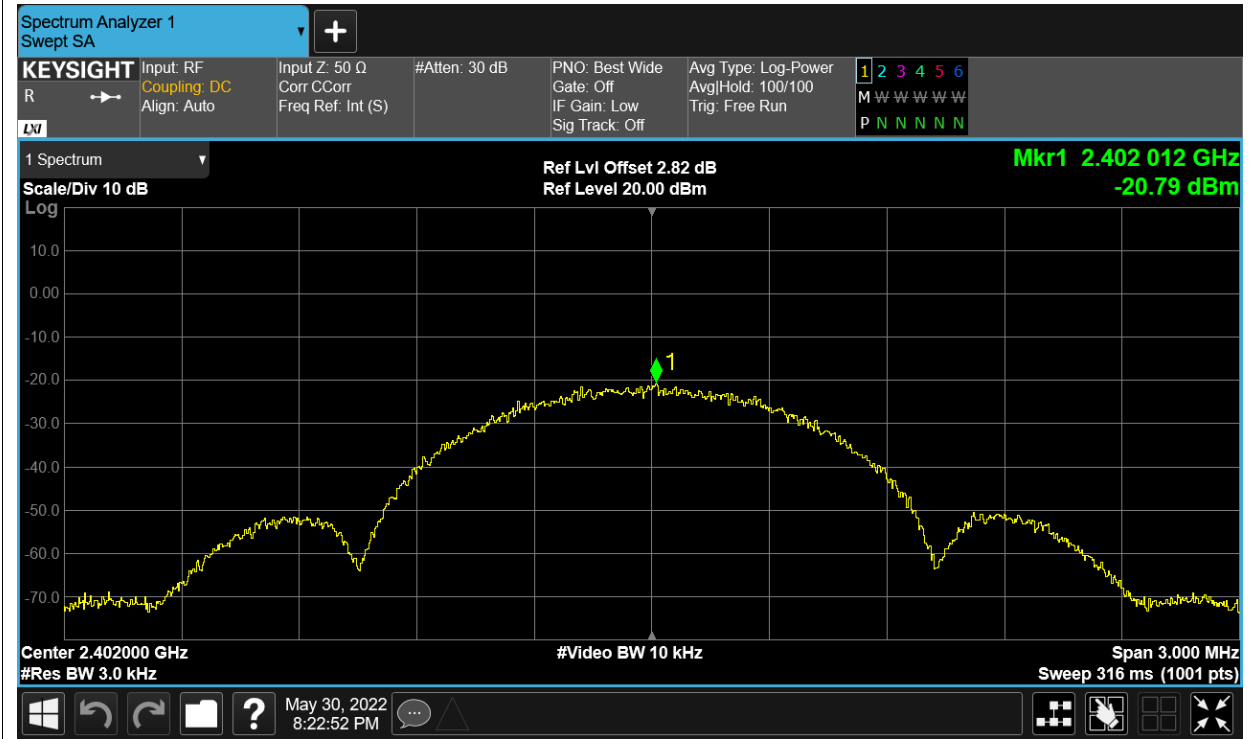 Spectrum Analyzer 1
Swept SA
+
KEYSIGHT
R
LXI
Input: RF
Coupling: DC
Align: Auto
Input Z: 50 Ω
Corr CCorr
Freq Ref: Int (S)
#Atten: 30 dB
PNO: Best Wide
Gate: Off
IF Gain: Low
Sig Track: Off
Avg Type: Log-Power
Avg|Hold: 100/100
Trig: Free Run
1 2 3 4 5 6
M W W W W W
P N N N N N
1 Spectrum
Scale/Div 10 dB
Ref Lvl Offset 2.82 dB
Ref Level 20.00 dBm
Mkr1 2.402 012 GHz
-20.79 dBm
Log
10.0
0.00
-10.0
1
-20.0
-30.0
-40.0
-50.0
-60.0
-70.0
Center 2.402000 GHz
#Res BW 3.0 kHz
#Video BW 10 kHz
Span 3.000 MHz
Sweep 316 ms (1001 pts)
?
May 30, 2022
8:22:52 PM